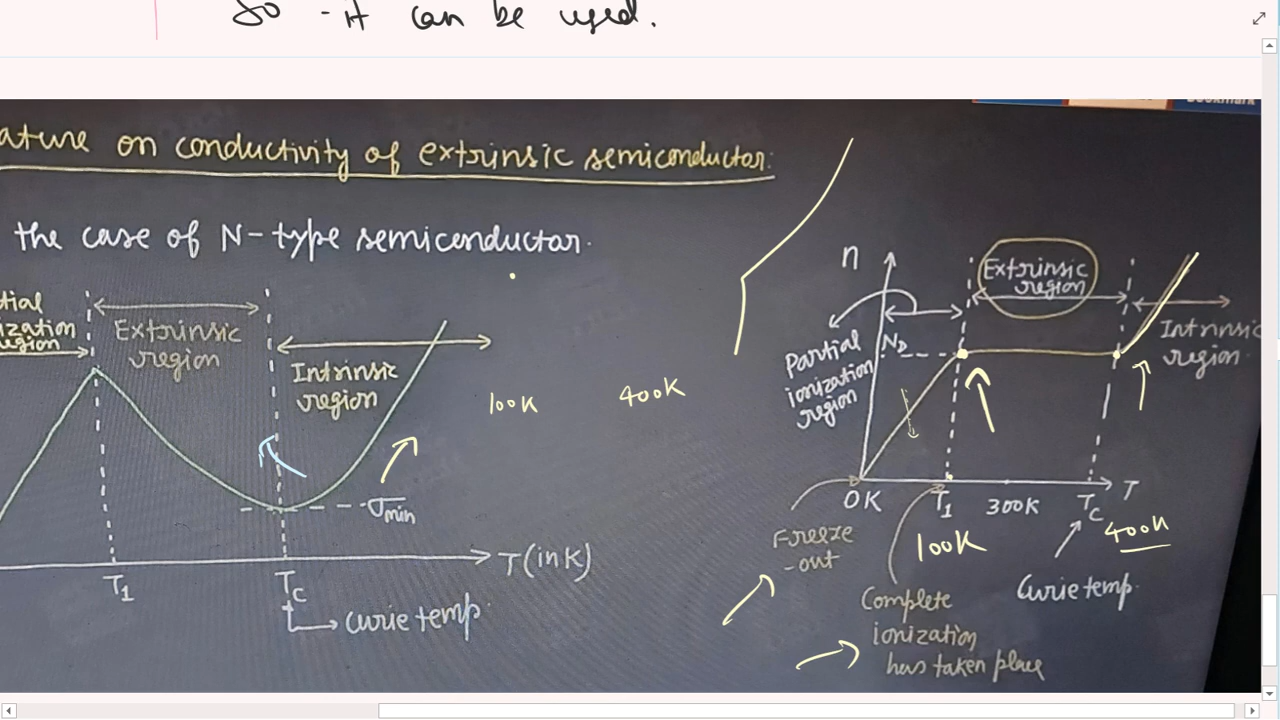 So - it can be used.
Bookmark
ature on conductivity of extrinsic semiconductor.
the case of N-type semiconductor.
tial
ization
region
Extrinsic
region
Intrinsic
region
100K 400K
σmin
T1
Tc
T (in K)
Curie temp.
n
Extrinsic
region
Intrinsic
region.
ND
Partial
ionization
region
0K T1 300K Tc T
Freeze
-out
100K
400K
Curie temp.
Complete
ionization
has taken place